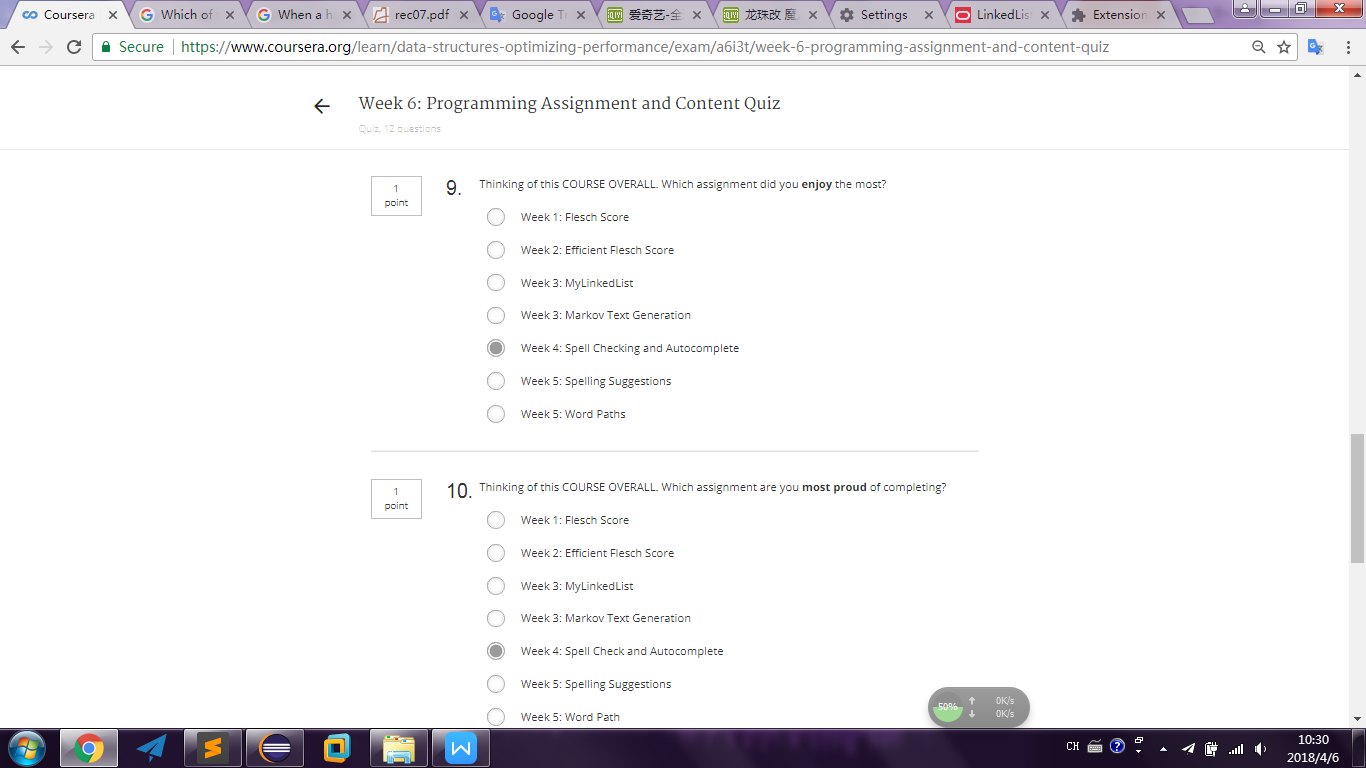 Coursera
Which of
When a h
rec07.pdf
Google Tr
爱奇艺-全
龙珠改 魔
Settings
LinkedLis
Extension
Secure https://www.coursera.org/learn/data-structures-optimizing-performance/exam/a6i3t/week-6-programming-assignment-and-content-quiz
Week 6: Programming Assignment and Content Quiz
Quiz, 12 questions
1
point
9.
Thinking of this COURSE OVERALL. Which assignment did you enjoy the most?
Week 1: Flesch Score
Week 2: Efficient Flesch Score
Week 3: MyLinkedList
Week 3: Markov Text Generation
Week 4: Spell Checking and Autocomplete
Week 5: Spelling Suggestions
Week 5: Word Paths
1
point
10.
Thinking of this COURSE OVERALL. Which assignment are you most proud of completing?
Week 1: Flesch Score
Week 2: Efficient Flesch Score
Week 3: MyLinkedList
Week 3: Markov Text Generation
Week 4: Spell Check and Autocomplete
Week 5: Spelling Suggestions
Week 5: Word Path
50%
0K/s
0K/s
CH
10:30
2018/4/6